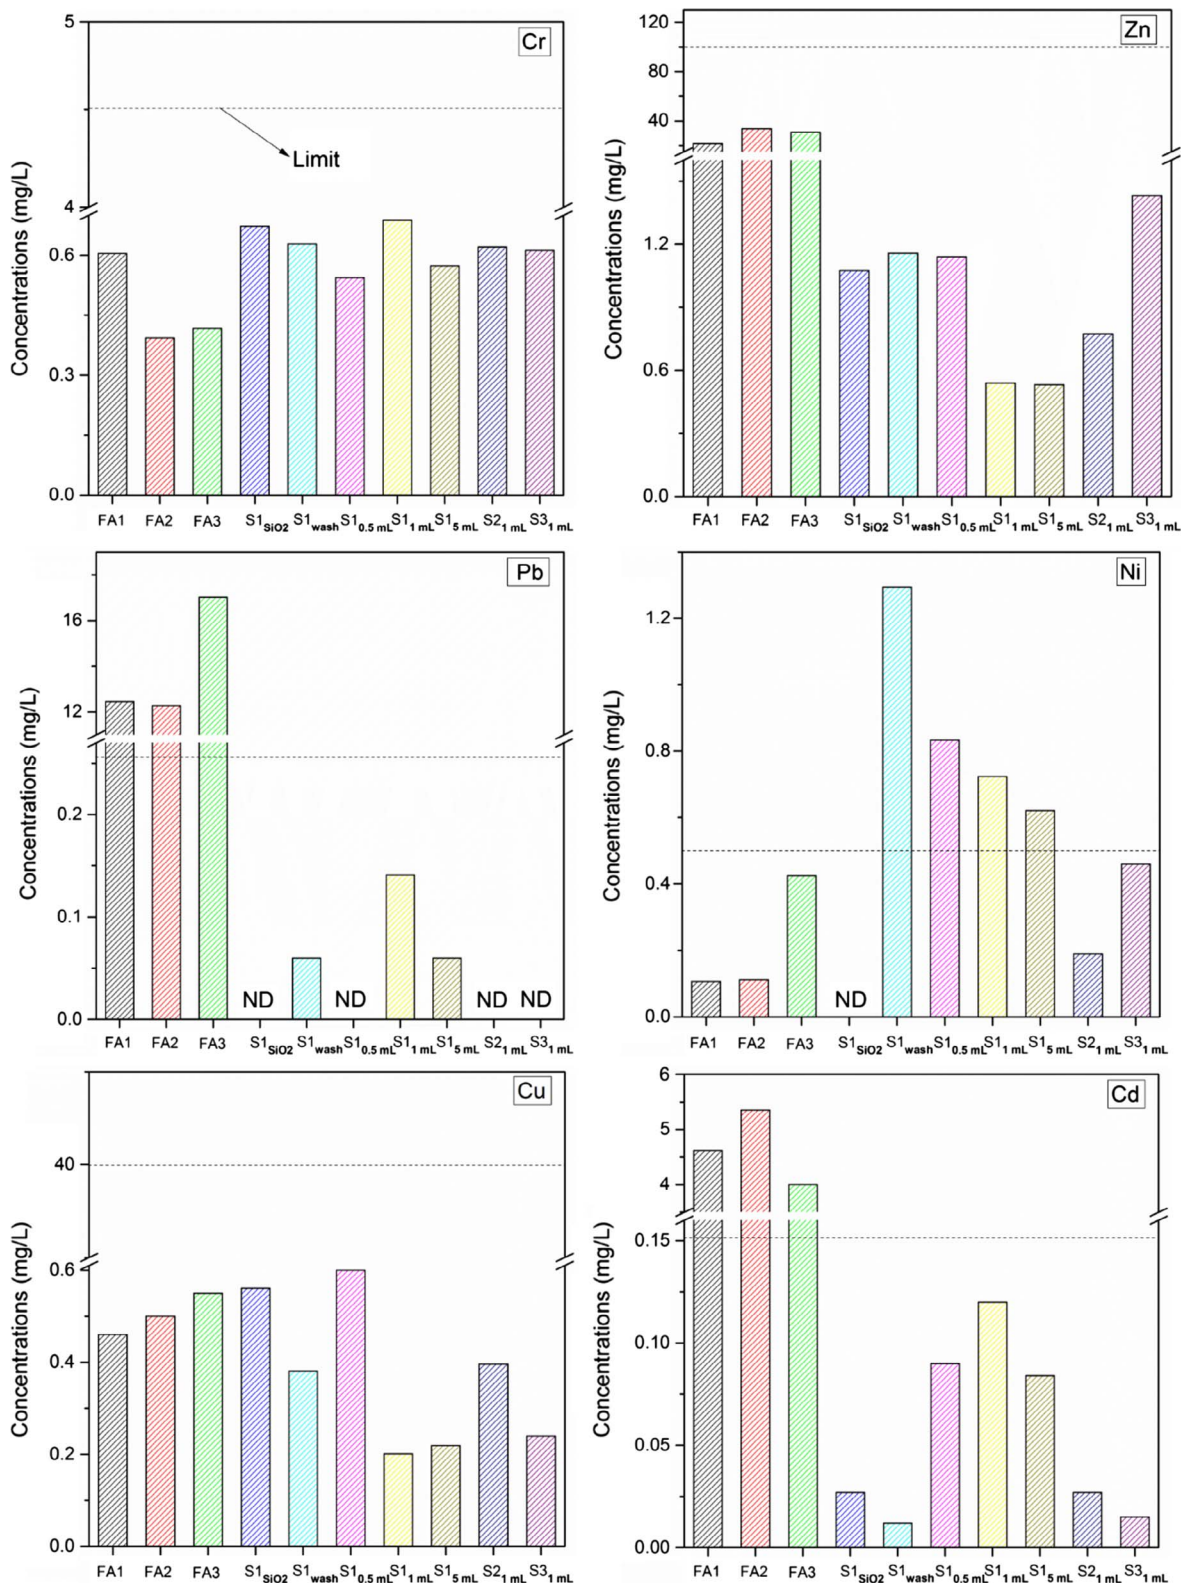 Cr
Concentrations (mg/L)
5
4
0.6
0.3
0.0
Limit
FA1 FA2 FA3 S1SiO2 S1wash S10.5 mL S11 mL S15 mL S21 mL S31 mL
Zn
Concentrations (mg/L)
120
80
40
1.2
0.6
0.0
FA1 FA2 FA3 S1SiO2 S1wash S10.5 mL S11 mL S15 mL S21 mL S31 mL
Pb
Concentrations (mg/L)
16
12
0.2
0.1
0.0
ND ND ND ND
FA1 FA2 FA3 S1SiO2 S1wash S10.5 mL S11 mL S15 mL S21 mL S31 mL
Ni
Concentrations (mg/L)
1.2
0.8
0.4
0.0
ND
FA1 FA2 FA3 S1SiO2 S1wash S10.5 mL S11 mL S15 mL S21 mL S31 mL
Cu
Concentrations (mg/L)
40
0.6
0.4
0.2
0.0
FA1 FA2 FA3 S1SiO2 S1wash S10.5 mL S11 mL S15 mL S21 mL S31 mL
Cd
Concentrations (mg/L)
6
5
4
0.15
0.10
0.05
0.00
FA1 FA2 FA3 S1SiO2 S1wash S10.5 mL S11 mL S15 mL S21 mL S31 mL